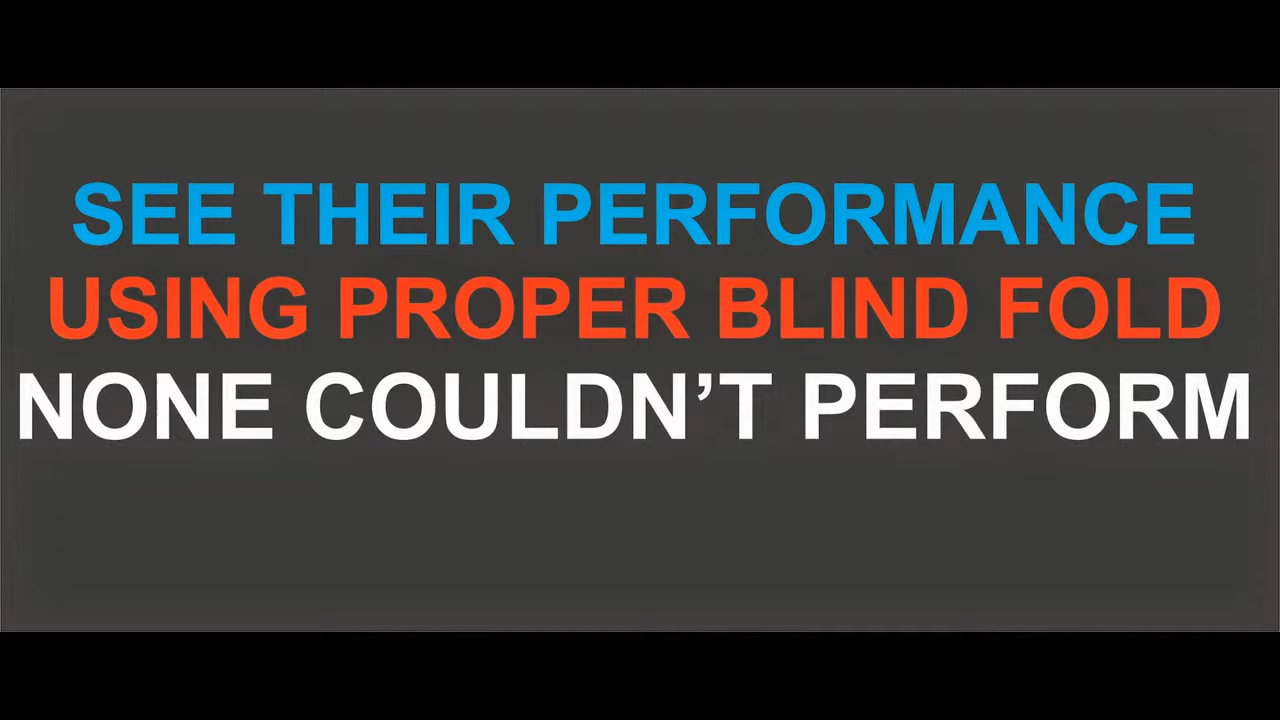 SEE THEIR PERFORMANCE
USING PROPER BLIND FOLD
NONE COULDN’T PERFORM